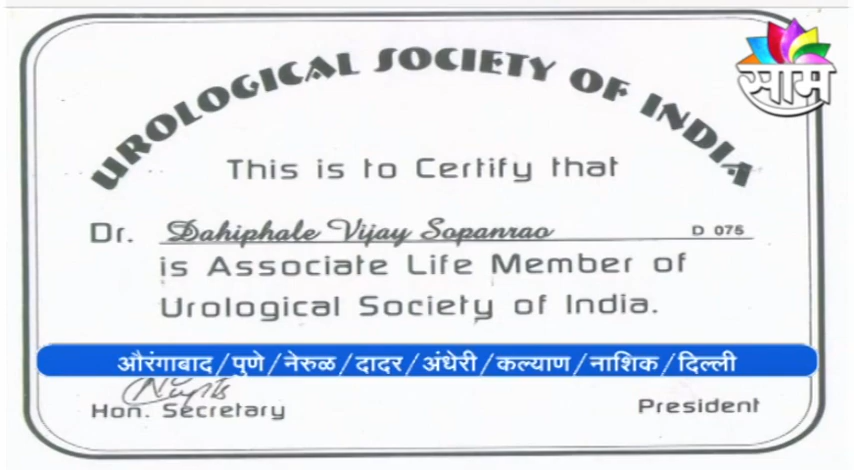 UROLOGICAL SOCIETY OF INDIA
साम
This is to Certify that
Dr. Dahiphale Vijay Sopanrao D 075
is Associate Life Member of
Urological Society of India.
औरंगाबाद/पुणे/नेरुळ/दादर/अंधेरी/कल्याण/नाशिक/दिल्ली
Hon. Secretary President